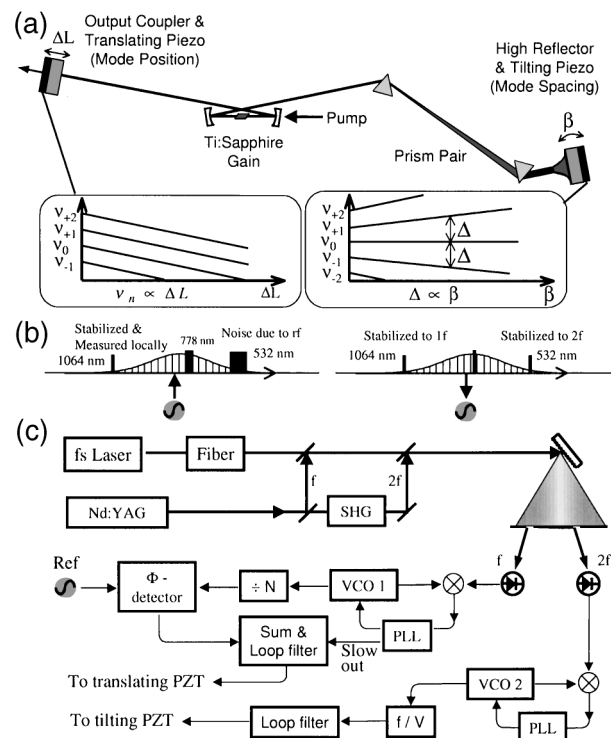 (a)
Output Coupler &
Translating Piezo
(Mode Position)
ΔL
High Reflector
& Tilting Piezo
(Mode Spacing)
β
Pump
Ti:Sapphire
Gain
Prism Pair
ν+2
ν+1
ν0
ν-1
ν n ∝ Δ L
ΔL
ν+2
ν+1
ν0
ν-1
ν-2
Δ
Δ
Δ ∝ β
β
(b)
Stabilized &
Measured locally
1064 nm
778 nm
Noise due to rf
532 nm
Stabilized to 1f
1064 nm
Stabilized to 2f
532 nm
(c)
fs Laser
Fiber
f
2f
Nd:YAG
SHG
f
2f
Ref
Φ -
detector
÷ N
VCO 1
PLL
Sum &
Loop filter
Slow
out
To translating PZT
VCO 2
PLL
To tilting PZT
Loop filter
f / V